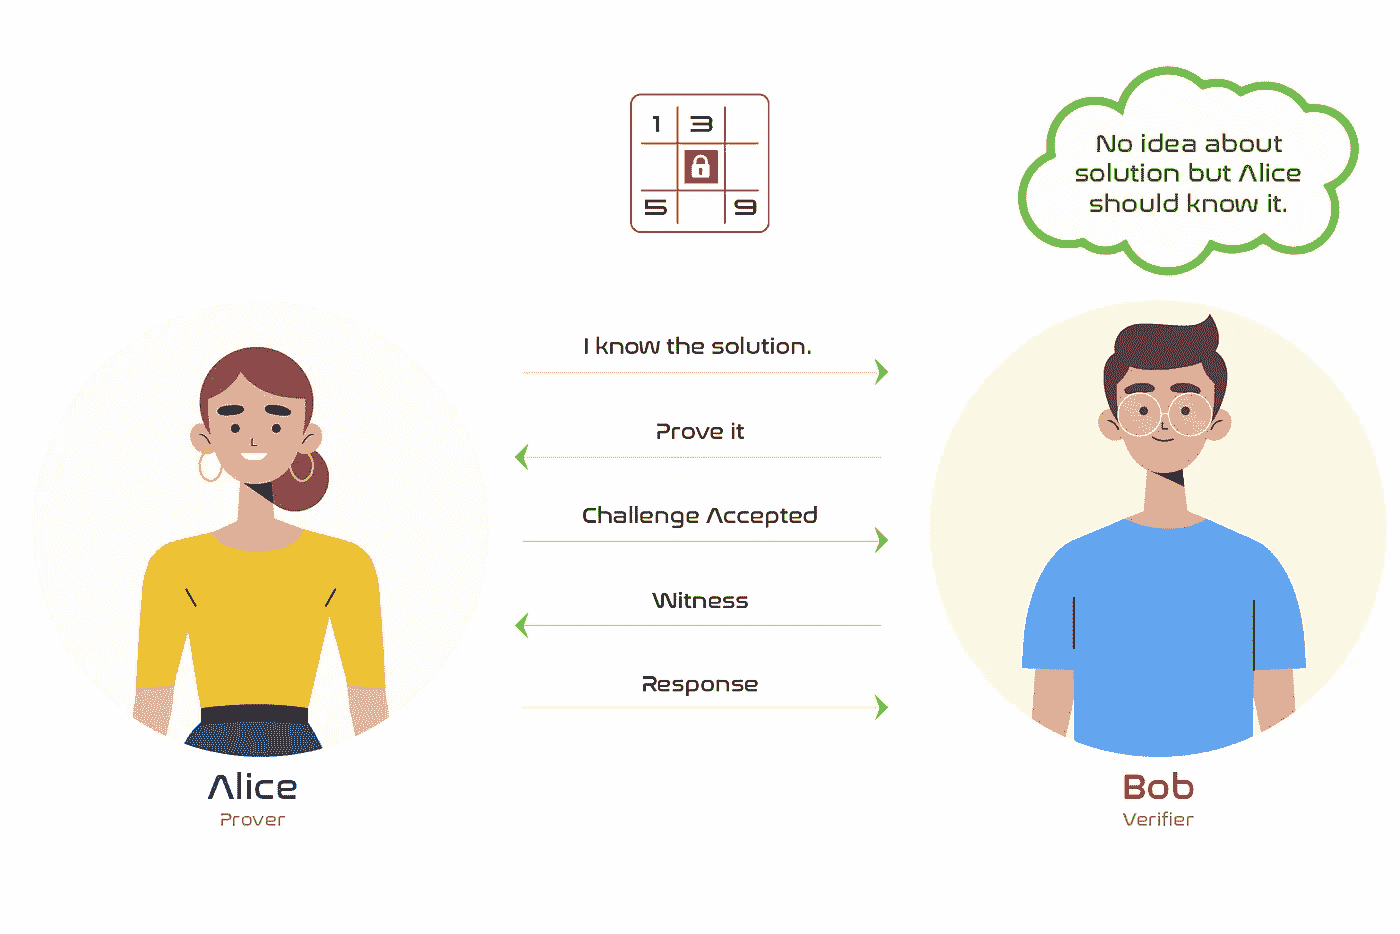 1 3
5 9
No idea about
solution but Alice
should know it.
I know the solution.
Prove it
Challenge Accepted
Witness
Response
Alice
Prover
Bob
Verifier